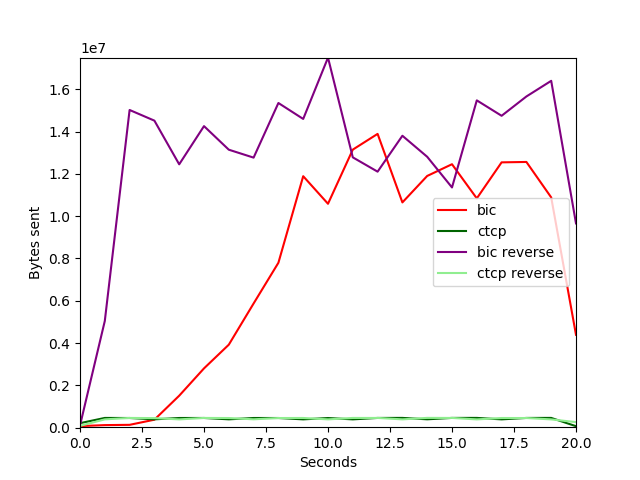 1e7
1.6
1.4
1.2
1.0
0.8
0.6
0.4
0.2
0.0
Bytes sent
bic
ctcp
bic reverse
ctcp reverse
0.0 2.5 5.0 7.5 10.0 12.5 15.0 17.5 20.0
Seconds